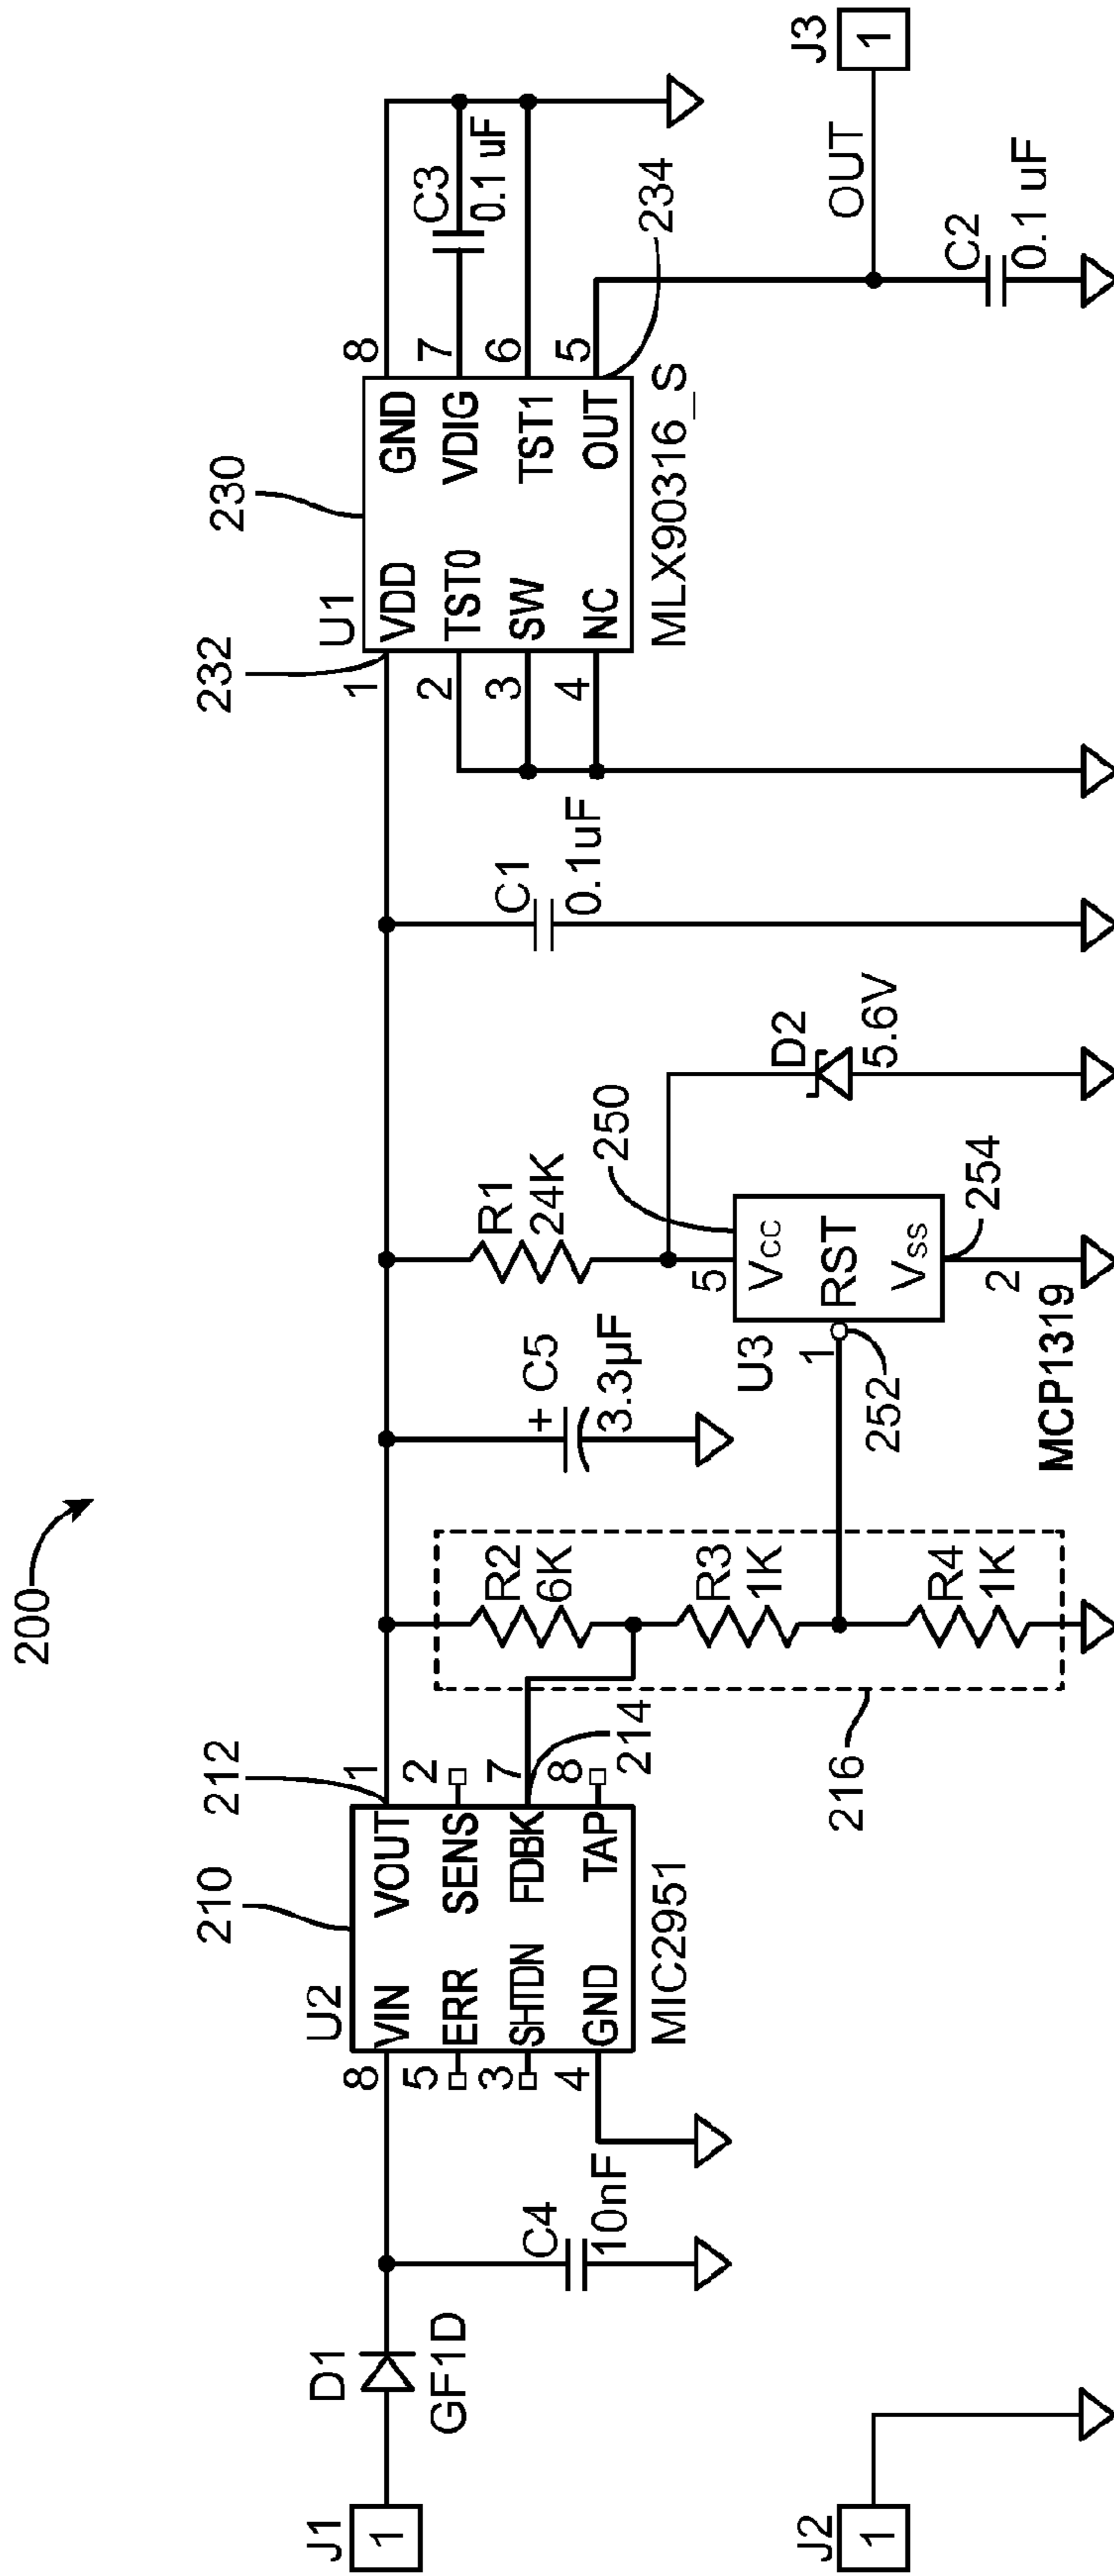 200
J1
1
D1
GF1D
C4
10nF
J2
1
210
U2
212
8
VIN
VOUT
1
5
ERR
SENS
2
3
SHTDN
FDBK
7
4
GND
TAP
8
214
MIC2951
R2
6K
R3
1K
R4
1K
216
+
C5
3.3µF
R1
24K
250
U3
5
VCC
1
RST
252
VSS
254
2
MCP1319
D2
5.6V
C1
0.1uF
230
232
U1
1
VDD
GND
8
2
TST0
VDIG
7
3
SW
TST1
6
4
NC
OUT
5
MLX90316_S
234
C3
0.1 uF
OUT
J3
1
C2
0.1 uF